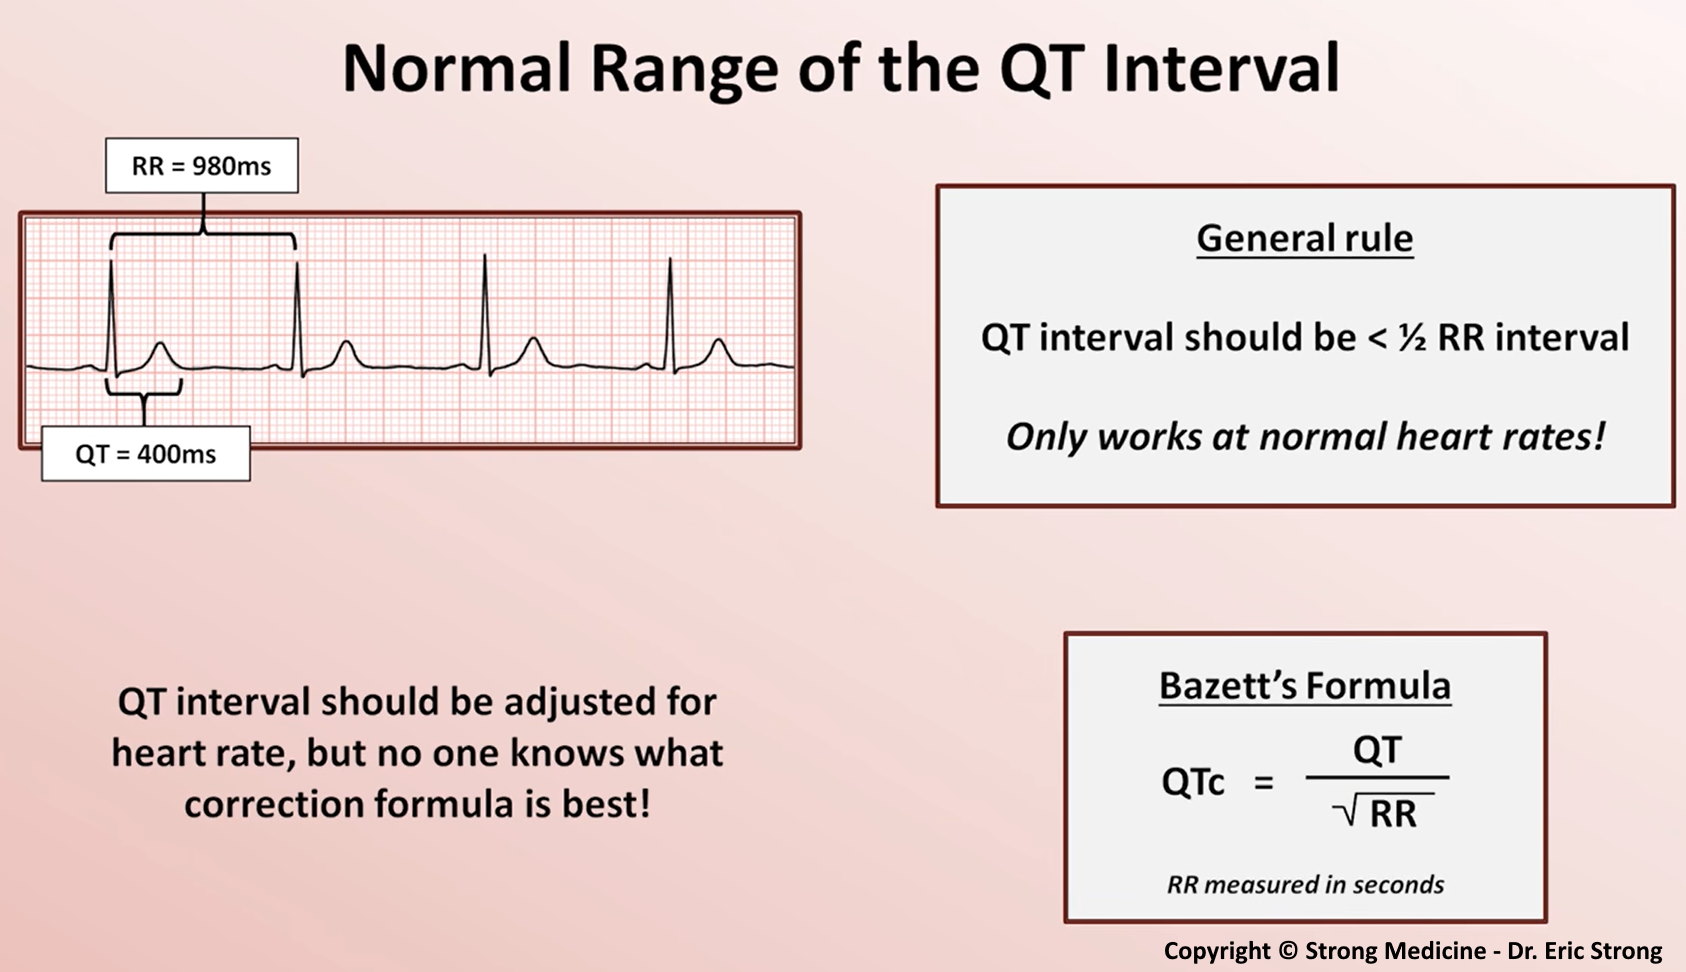 Normal Range of the QT Interval
RR = 980ms
QT = 400ms
General rule
QT interval should be < ½ RR interval
Only works at normal heart rates!
QT interval should be adjusted for
heart rate, but no one knows what
correction formula is best!
Bazett’s Formula
QTc = QT / √RR
RR measured in seconds
Copyright © Strong Medicine - Dr. Eric Strong